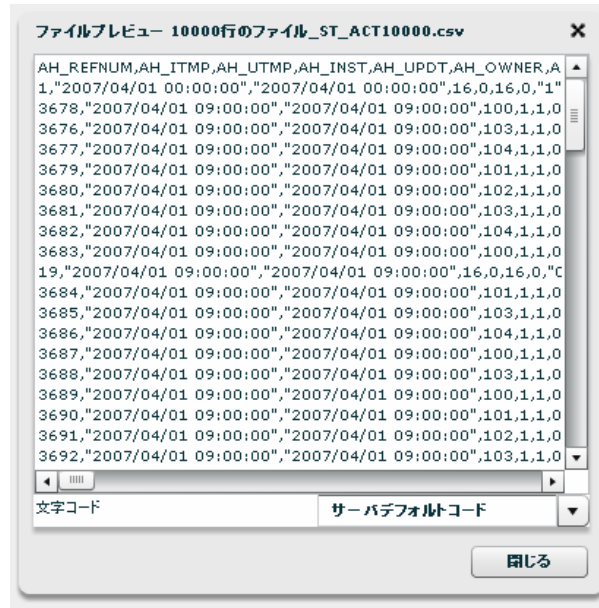 ファイルプレビュー 10000行のファイル_ST_ACT10000.csv
AH_REFNUM,AH_ITMP,AH_UTMP,AH_INST,AH_UPDT,AH_OWNER,A
1,"2007/04/01 00:00:00","2007/04/01 00:00:00",16,0,16,0,"1"
3678,"2007/04/01 09:00:00","2007/04/01 09:00:00",100,1,1,0
3676,"2007/04/01 09:00:00","2007/04/01 09:00:00",103,1,1,0
3677,"2007/04/01 09:00:00","2007/04/01 09:00:00",104,1,1,0
3679,"2007/04/01 09:00:00","2007/04/01 09:00:00",101,1,1,0
3680,"2007/04/01 09:00:00","2007/04/01 09:00:00",102,1,1,0
3681,"2007/04/01 09:00:00","2007/04/01 09:00:00",103,1,1,0
3682,"2007/04/01 09:00:00","2007/04/01 09:00:00",104,1,1,0
3683,"2007/04/01 09:00:00","2007/04/01 09:00:00",100,1,1,0
19,"2007/04/01 09:00:00","2007/04/01 09:00:00",16,0,16,0,"
3684,"2007/04/01 09:00:00","2007/04/01 09:00:00",101,1,1,0
3685,"2007/04/01 09:00:00","2007/04/01 09:00:00",103,1,1,0
3686,"2007/04/01 09:00:00","2007/04/01 09:00:00",104,1,1,0
3687,"2007/04/01 09:00:00","2007/04/01 09:00:00",100,1,1,0
3688,"2007/04/01 09:00:00","2007/04/01 09:00:00",103,1,1,0
3689,"2007/04/01 09:00:00","2007/04/01 09:00:00",100,1,1,0
3690,"2007/04/01 09:00:00","2007/04/01 09:00:00",101,1,1,0
3691,"2007/04/01 09:00:00","2007/04/01 09:00:00",102,1,1,0
3692,"2007/04/01 09:00:00","2007/04/01 09:00:00",103,1,1,0
文字コード サーバデフォルトコード
閉じる